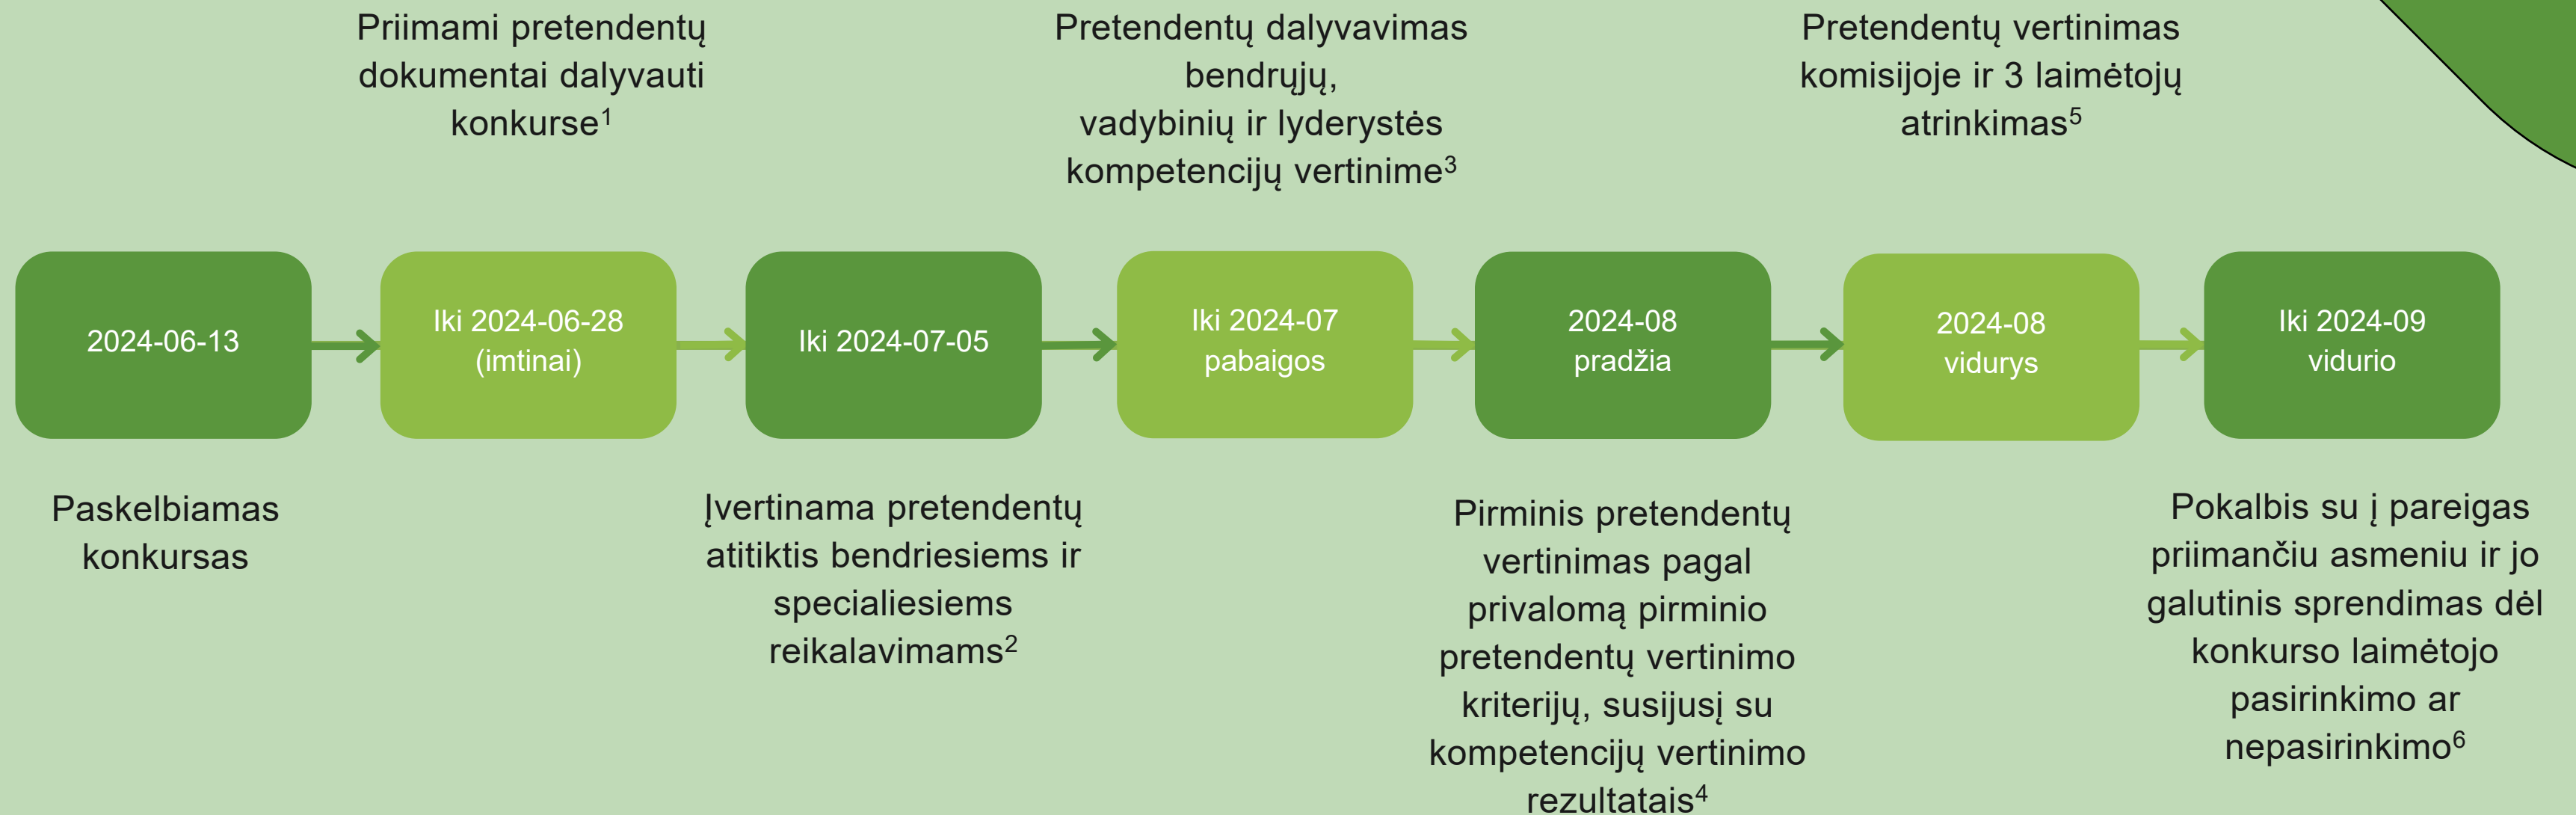 Priimami pretendentų
dokumentai dalyvauti
konkurse¹
Pretendentų dalyvavimas
bendrųjų,
vadybinių ir lyderystės
kompetencijų vertinime³
Pretendentų vertinimas
komisijoje ir 3 laimėtojų
atrinkimas⁵
2024-06-13
Iki 2024-06-28
(imtinai)
Iki 2024-07-05
Iki 2024-07
pabaigos
2024-08
pradžia
2024-08
vidurys
Iki 2024-09
vidurio
Paskelbiamas
konkursas
Įvertinama pretendentų
atitiktis bendriesiems ir
specialiesiems
reikalavimams²
Pirminis pretendentų
vertinimas pagal
privalomą pirminio
pretendentų vertinimo
kriterijų, susijusį su
kompetencijų vertinimo
rezultatais⁴
Pokalbis su į pareigas
priimančiu asmeniu ir jo
galutinis sprendimas dėl
konkurso laimėtojo
pasirinkimo ar
nepasirinkimo⁶